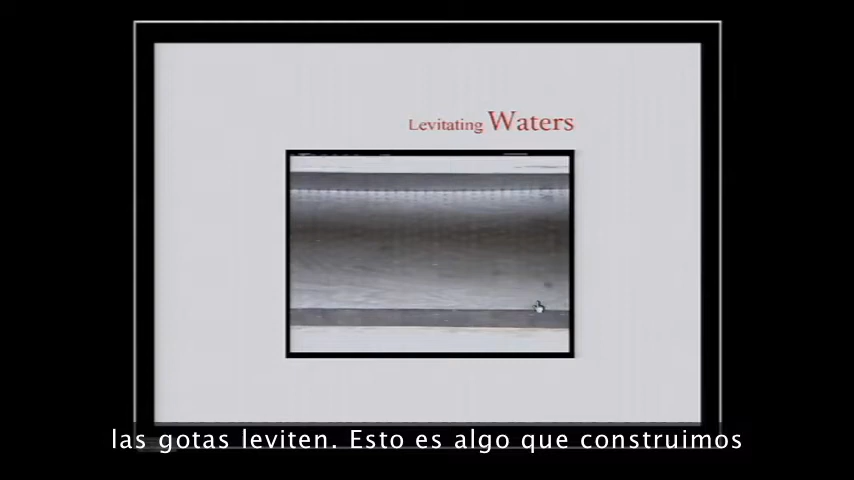 Levitating Waters
las gotas leviten. Esto es algo que construimos